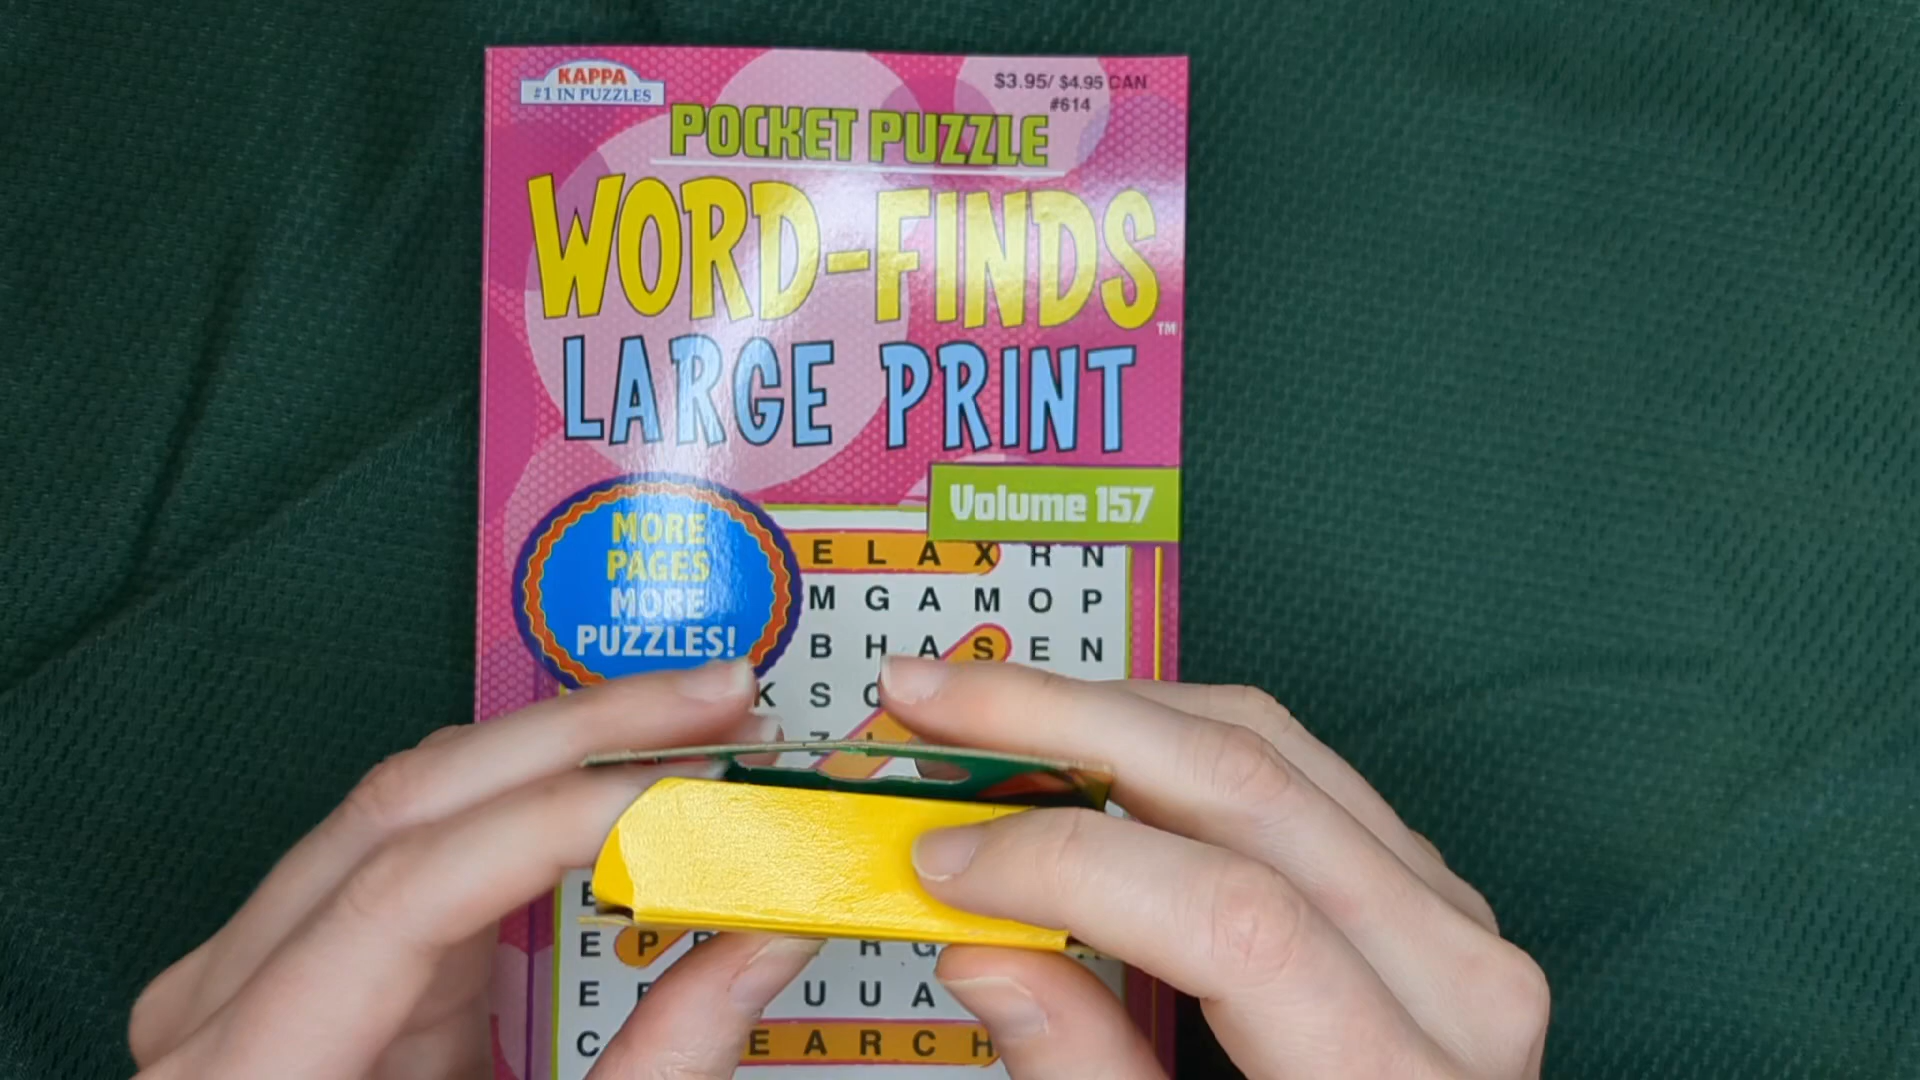 KAPPA
#1 IN PUZZLES
$3.95/ $4.95 CAN
#614
POCKET PUZZLE
WORD-FINDS
TM
LARGE PRINT
Volume 157
MORE
PAGES
MORE
PUZZLES!
E L A X R N
M G A M O P
B H A S E N
K S
E P R G
E U U A
C E A R C H